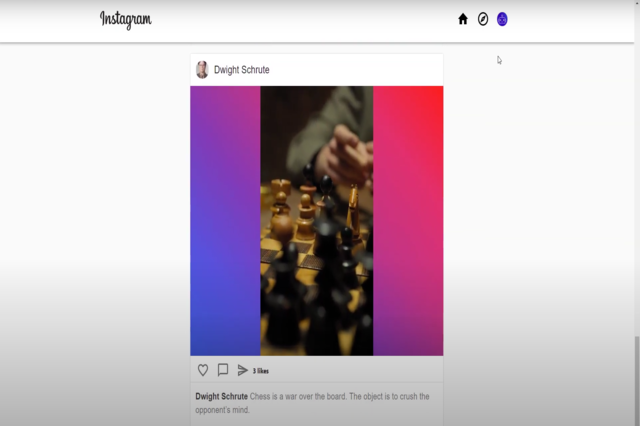 Instagram
Dwight Schrute
3 likes
Dwight Schrute Chess is a war over the board. The object is to crush the
opponent's mind.